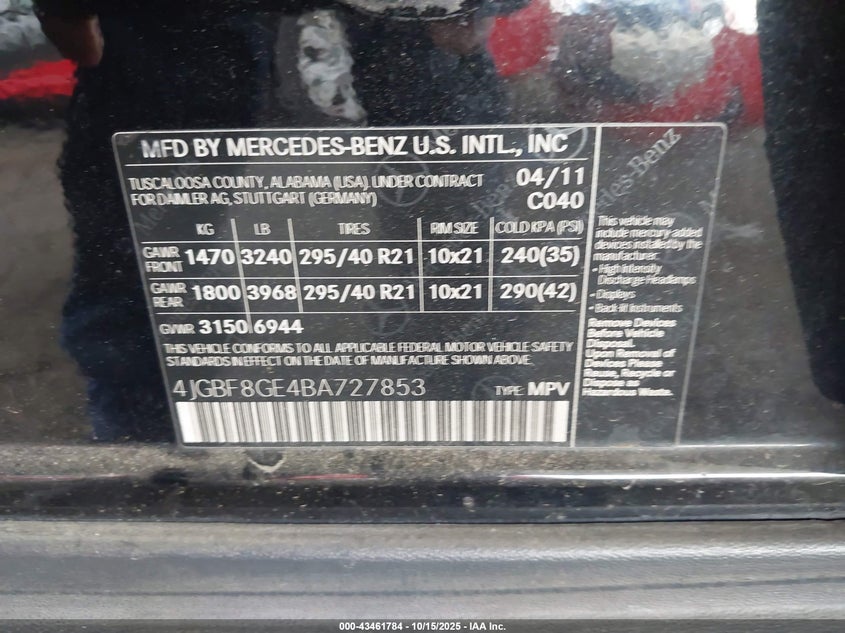 MFD BY MERCEDES-BENZ U.S. INTL., INC
TUSCALOOSA COUNTY, ALABAMA (USA) UNDER CONTRACT
FOR DAIMLER AG, STUTTGART (GERMANY)
04/11
C040
KG LB TIRES RIM SIZE COLD KPA (PSI)
GAWR FRONT 1470 3240 295/40 R21 10x21 240(35)
GAWR REAR 1800 3968 295/40 R21 10x21 290(42)
GVWR 3150 6944
THIS VEHICLE CONFORMS TO ALL APPLICABLE FEDERAL MOTOR VEHICLE SAFETY
STANDARDS IN EFFECT ON THE DATE OF MANUFACTURE SHOWN ABOVE.
4JGBF8GE4BA727853
TYPE: MPV
This vehicle may
include mercury-added
devices installed by the
manufacturer:
- High Intensity
Discharge Headlamps
- Displays
- Back-lit Instruments
Remove Devices
Before Vehicle
Disposal.
Upon Removal of
Devices Please
Reuse, Recycle or
Dispose as
Hazardous Waste.
Mercedes-Benz
000-43461784 - 10/15/2025 - IAA Inc.